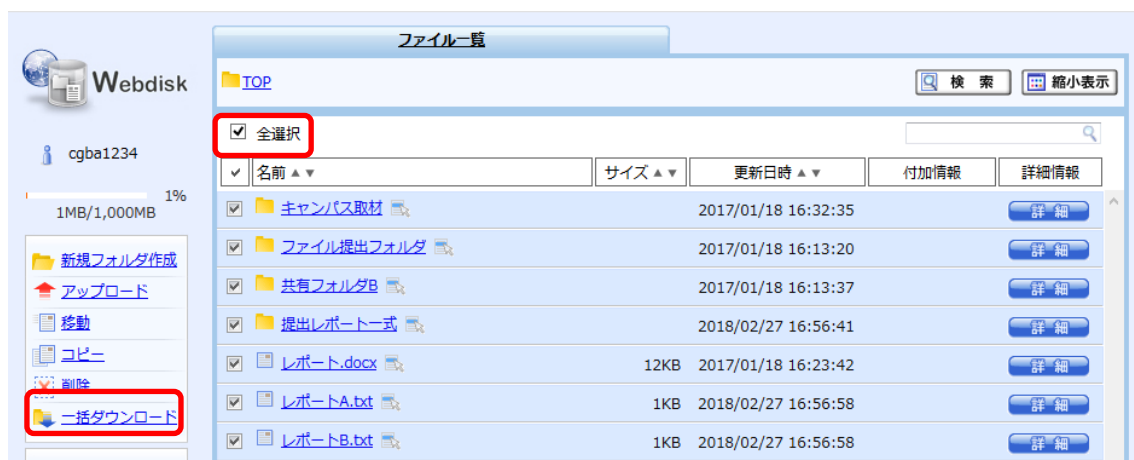 ファイル一覧
Webdisk
TOP
検 索
縮小表示
全選択
cgba1234
名前▲▼ サイズ▲▼ 更新日時▲▼ 付加情報 詳細情報
1%
1MB/1,000MB
キャンパス取材 2017/01/18 16:32:35 詳 細
ファイル提出フォルダ 2017/01/18 16:13:20 詳 細
共有フォルダB 2017/01/18 16:13:37 詳 細
提出レポート一式 2018/02/27 16:56:41 詳 細
レポート.docx 12KB 2017/01/18 16:23:42 詳 細
レポートA.txt 1KB 2018/02/27 16:56:58 詳 細
レポートB.txt 1KB 2018/02/27 16:56:58 詳 細
新規フォルダ作成
アップロード
移動
コピー
削除
一括ダウンロード